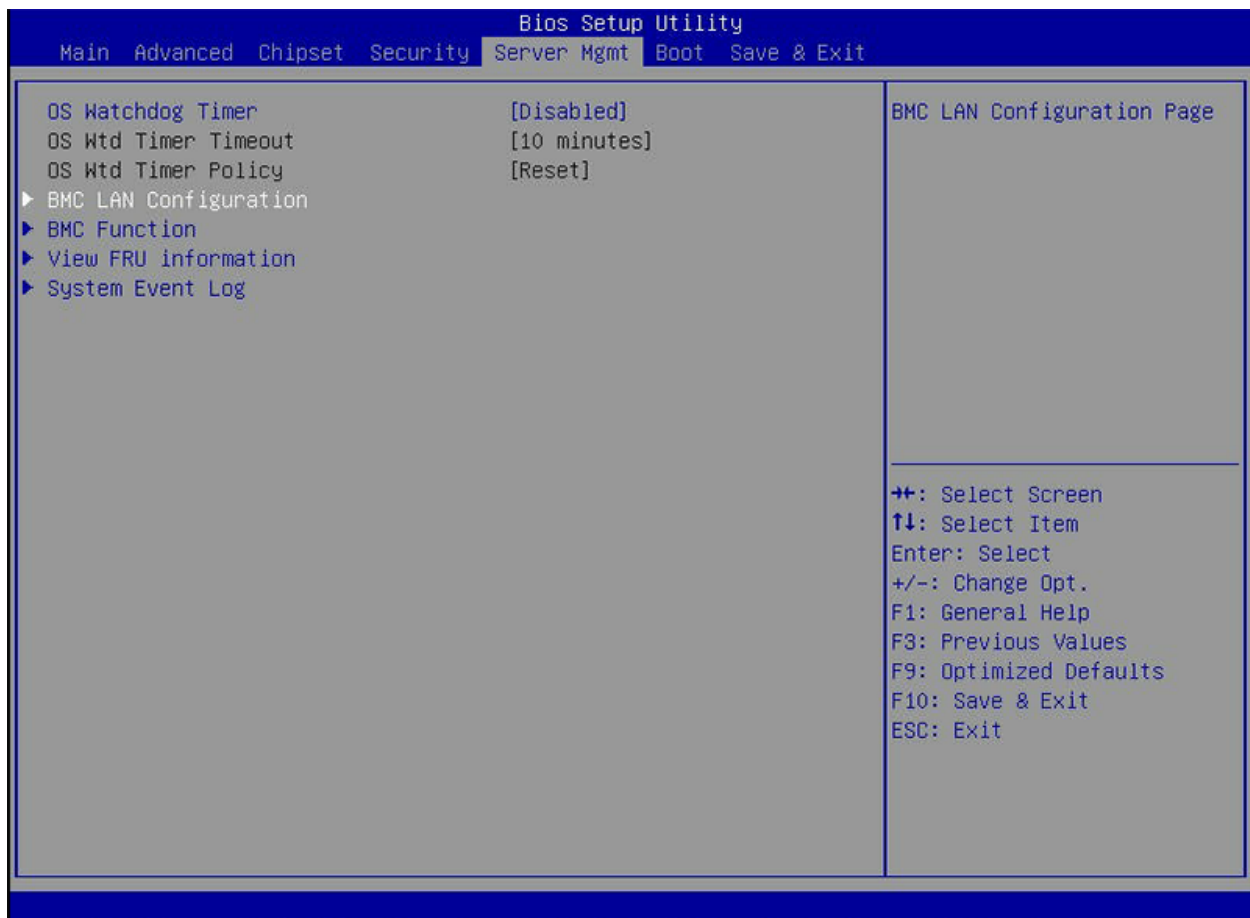 Bios Setup Utility
Main Advanced Chipset Security Server Mgmt Boot Save & Exit
OS Watchdog Timer [Disabled]
OS Wtd Timer Timeout [10 minutes]
OS Wtd Timer Policy [Reset]
▶ BMC LAN Configuration
▶ BMC Function
▶ View FRU information
▶ System Event Log
BMC LAN Configuration Page
→←: Select Screen
↑↓: Select Item
Enter: Select
+/-: Change Opt.
F1: General Help
F3: Previous Values
F9: Optimized Defaults
F10: Save & Exit
ESC: Exit